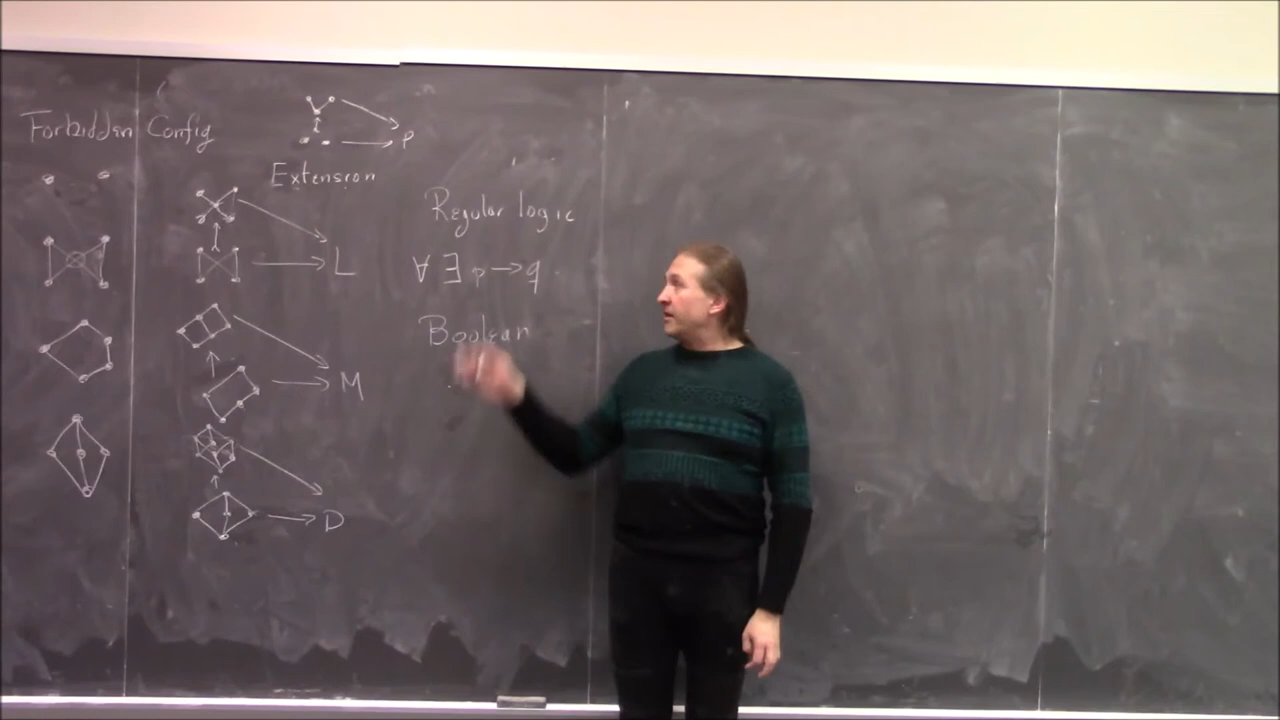 Forbidden Config
P
Extension
L
M
D
Regular logic
∀ ∃ p → q
Boolean